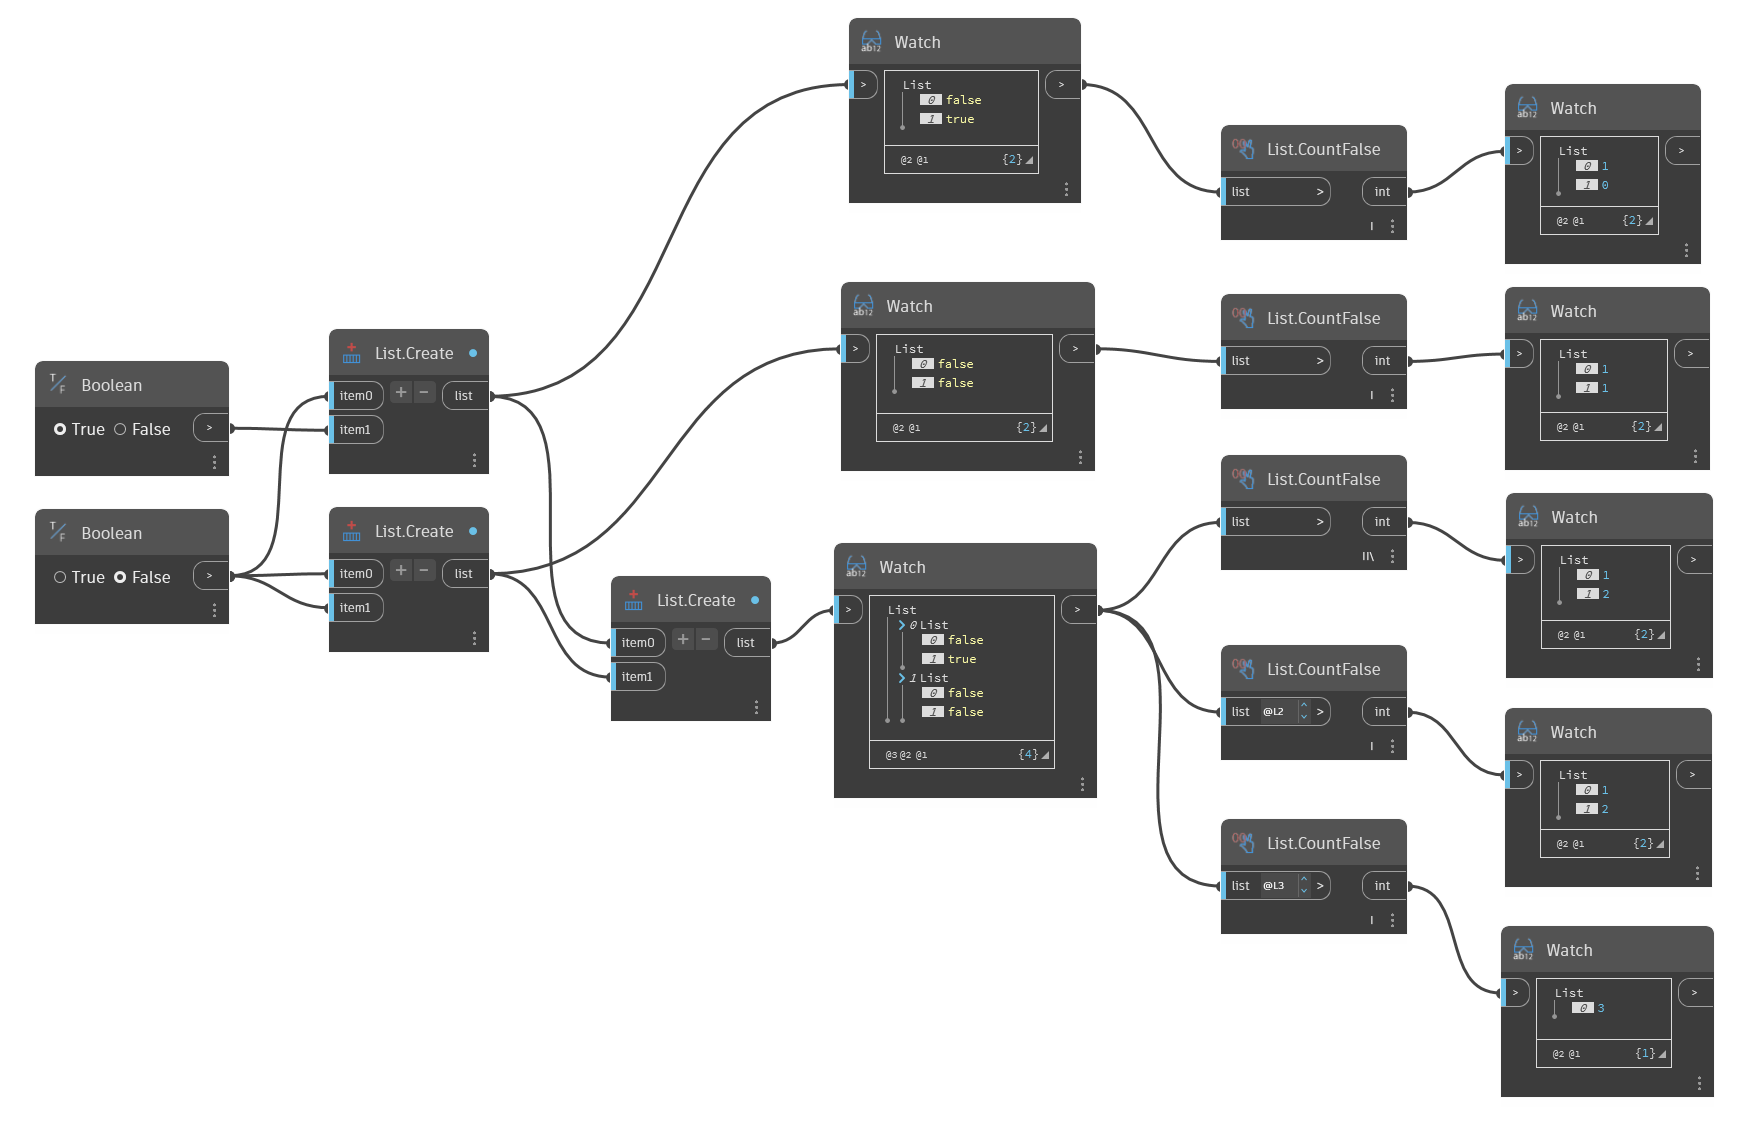 Boolean
True False >
Boolean
True False >
List.Create
item0 + - list
item1
List.Create
item0 + - list
item1
List.Create
item0 + - list
item1
Watch
> >
List
0 false
1 true
@2 @1 {2}
Watch
> >
List
0 false
1 false
@2 @1 {2}
Watch
> >
List
0 List
0 false
1 true
1 List
0 false
1 false
@3 @2 @1 {4}
List.CountFalse
list > int
I
List.CountFalse
list > int
I
List.CountFalse
list > int
II\
List.CountFalse
list @L2 > int
I
List.CountFalse
list @L3 > int
I
Watch
> >
List
0 1
1 0
@2 @1 {2}
Watch
> >
List
0 1
1 1
@2 @1 {2}
Watch
> >
List
0 1
1 2
@2 @1 {2}
Watch
> >
List
0 1
1 2
@2 @1 {2}
Watch
> >
List
0 3
@2 @1 {1}